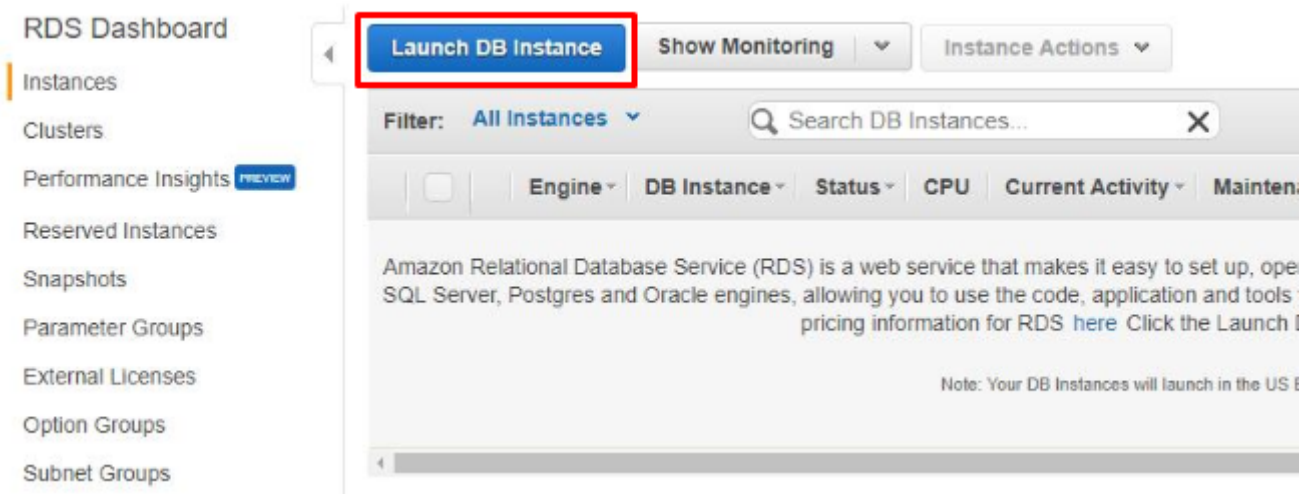 RDS Dashboard
Instances
Clusters
Performance Insights PREVIEW
Reserved Instances
Snapshots
Parameter Groups
External Licenses
Option Groups
Subnet Groups
Launch DB Instance Show Monitoring Instance Actions
Filter: All Instances Search DB Instances...
Engine DB Instance Status CPU Current Activity Maintena
Amazon Relational Database Service (RDS) is a web service that makes it easy to set up, ope
SQL Server, Postgres and Oracle engines, allowing you to use the code, application and tools
pricing information for RDS here Click the Launch
Note: Your DB Instances will launch in the US